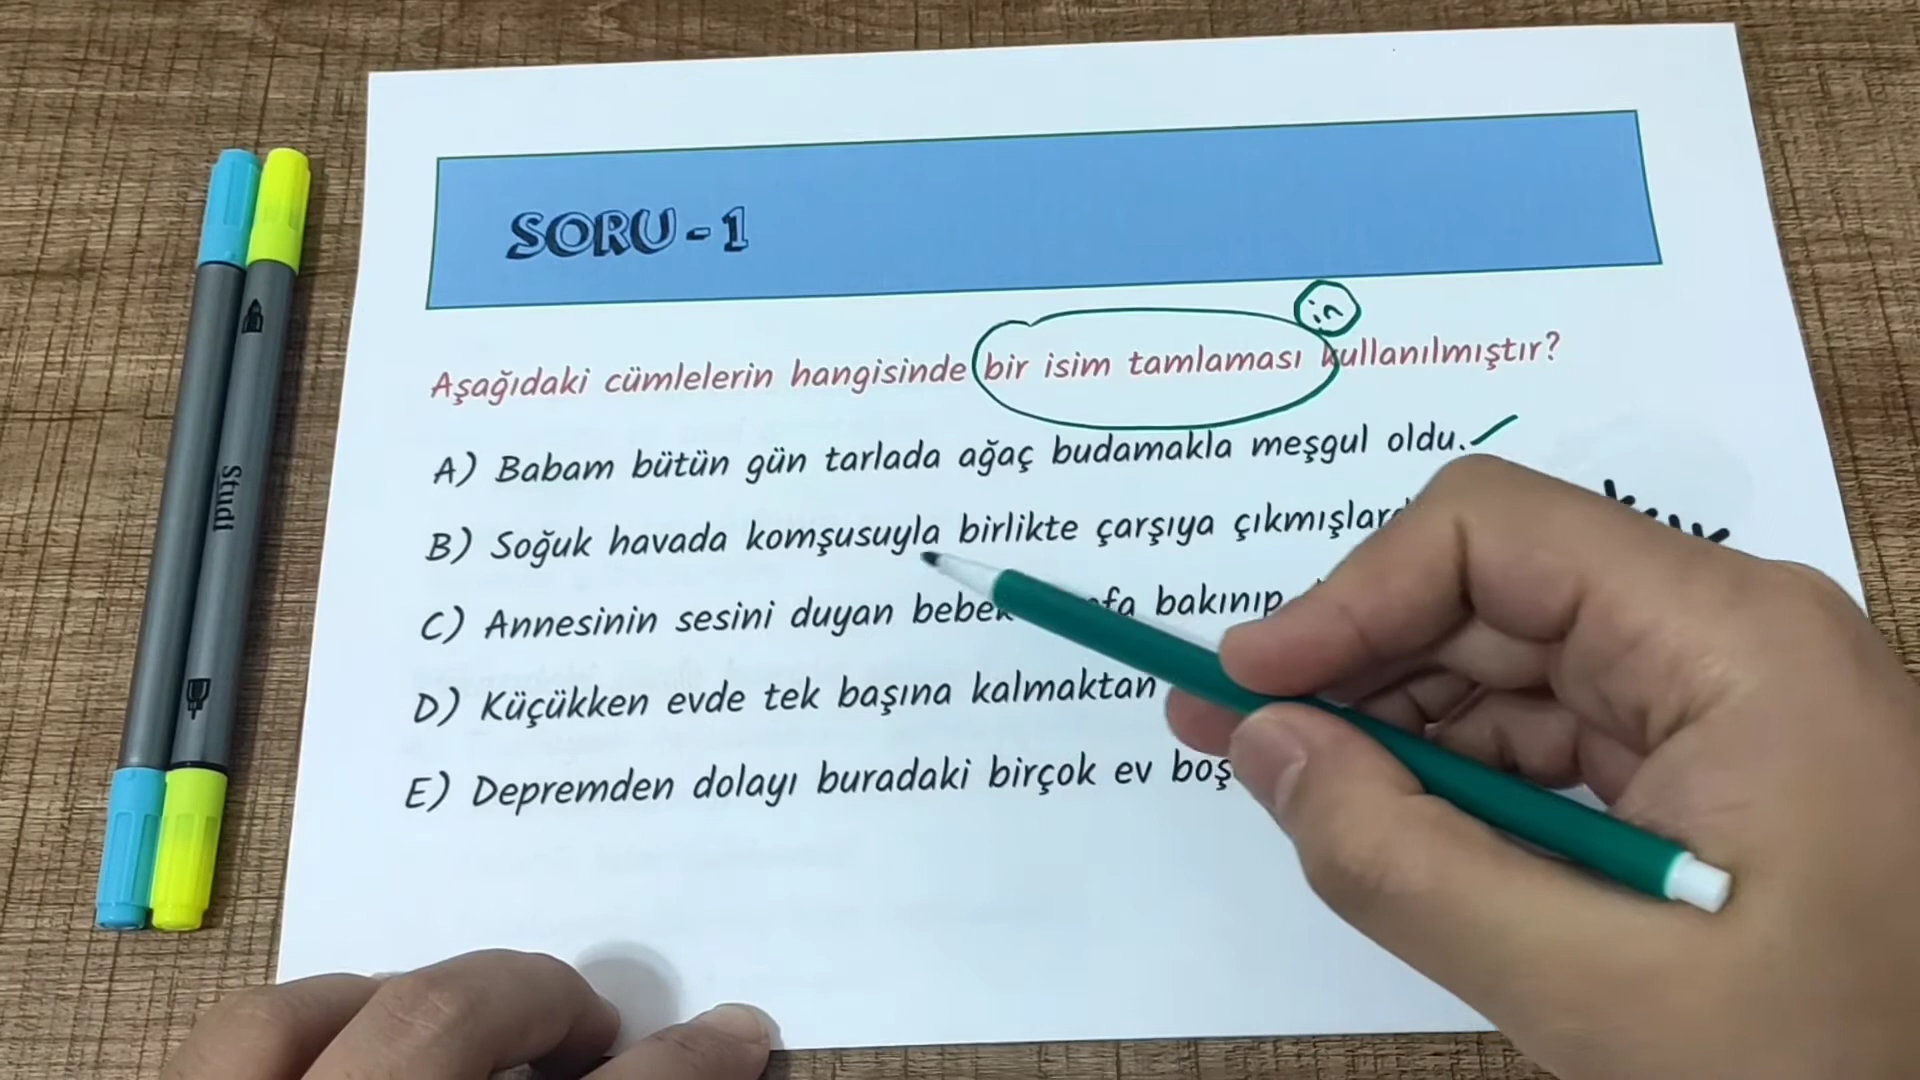 SORU - 1
in
Aşağıdaki cümlelerin hangisinde bir isim tamlaması kullanılmıştır?
A) Babam bütün gün tarlada ağaç budamakla meşgul oldu.
B) Soğuk havada komşusuyla birlikte çarşıya çıkmışlar
C) Annesinin sesini duyan bebek bakınıp
D) Küçükken evde tek başına kalmaktan
E) Depremden dolayı buradaki birçok ev boş
Studi